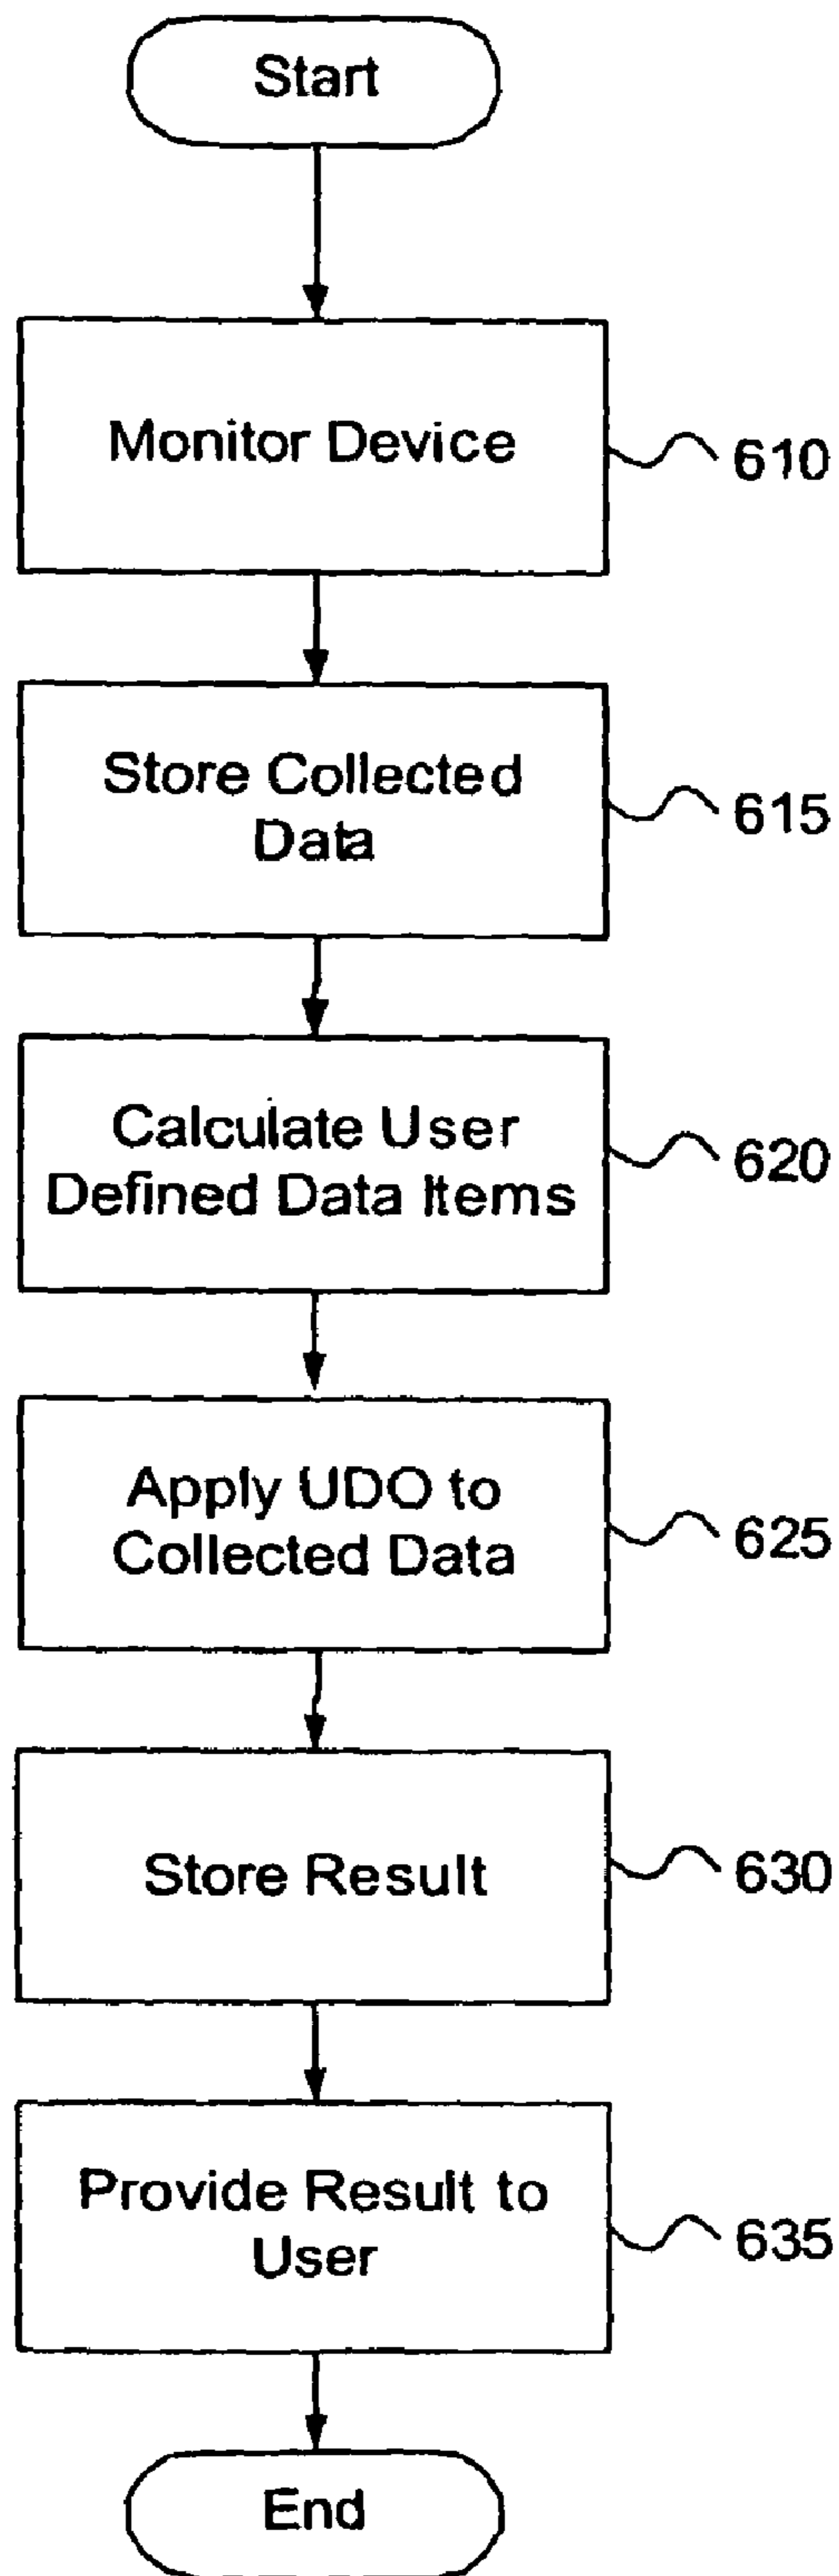 Start
Monitor Device
610
Store Collected
Data
615
Calculate User
Defined Data Items
620
Apply UDO to
Collected Data
625
Store Result
630
Provide Result to
User
635
End